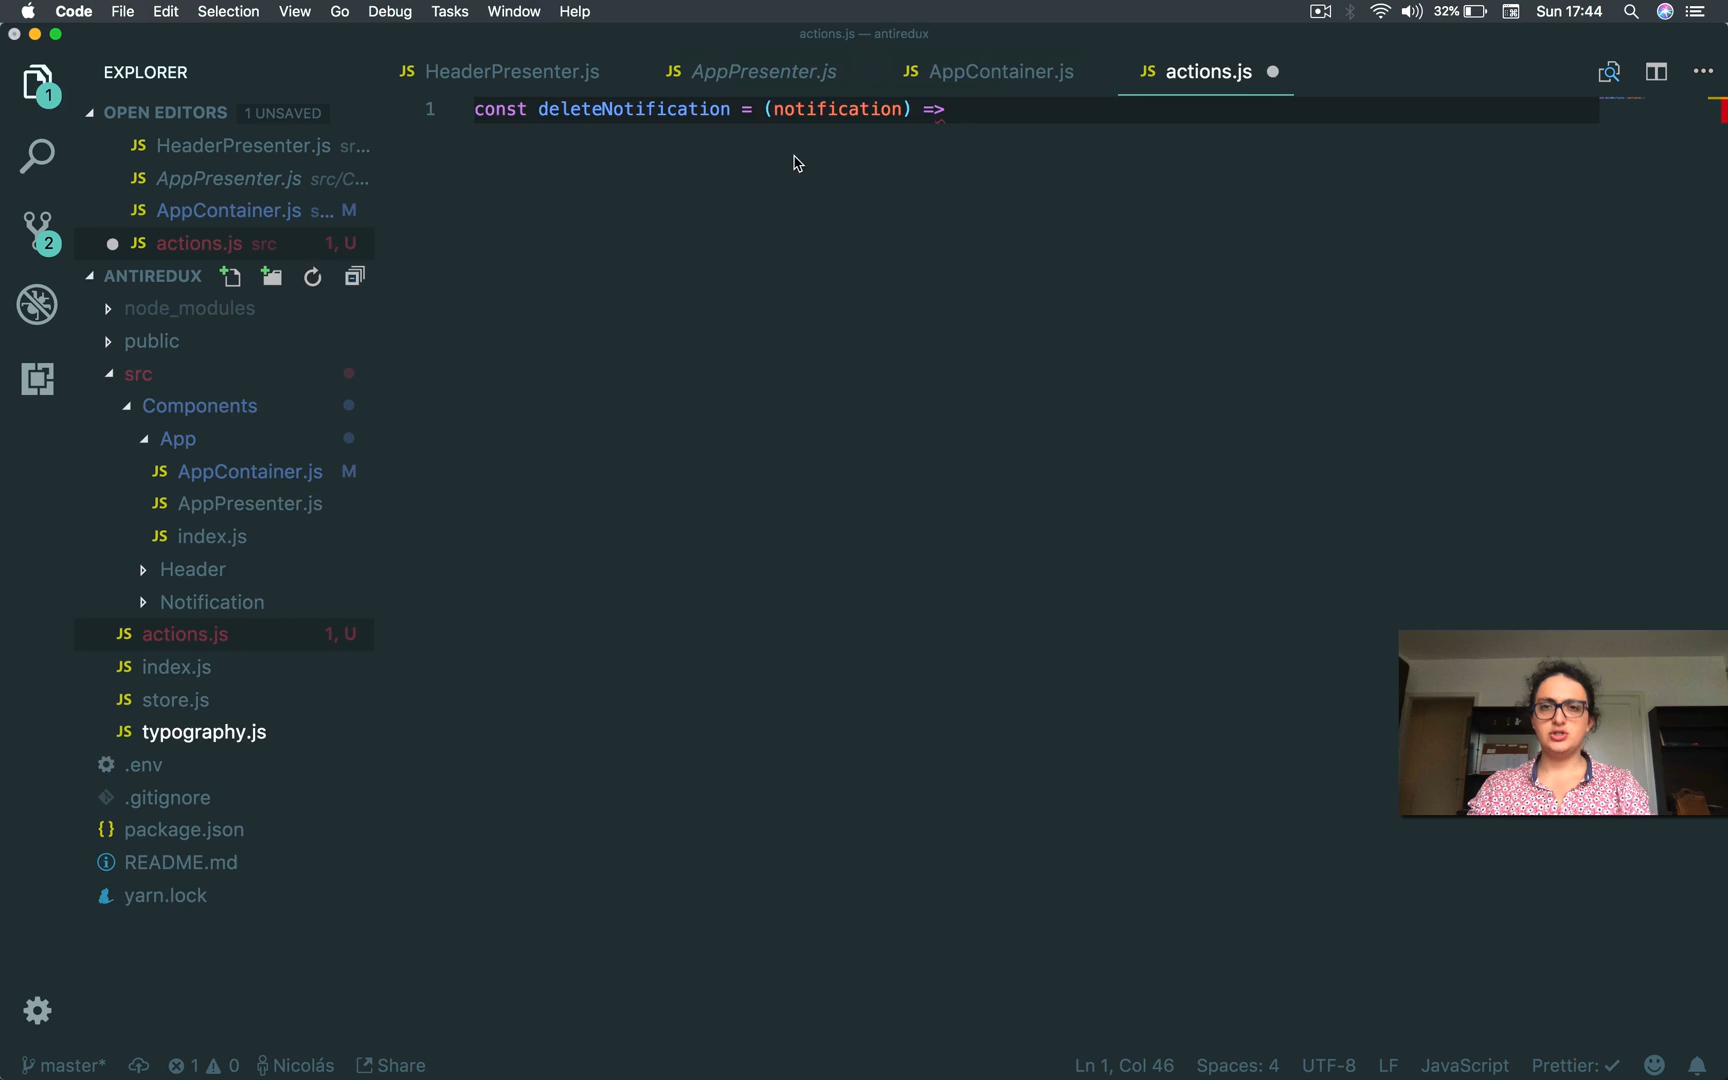 Code File Edit Selection View Go Debug Tasks Window Help 32% Sun 17:44
actions.js — antiredux
EXPLORER
JS HeaderPresenter.js JS AppPresenter.js JS AppContainer.js JS actions.js
OPEN EDITORS 1 UNSAVED
JS HeaderPresenter.js sr...
JS AppPresenter.js src/C...
JS AppContainer.js s... M
JS actions.js src 1, U
ANTIREDUX
node_modules
public
src
Components
App
JS AppContainer.js M
JS AppPresenter.js
JS index.js
Header
Notification
JS actions.js 1, U
JS index.js
JS store.js
JS typography.js
.env
.gitignore
{} package.json
README.md
yarn.lock
1
2
1 const deleteNotification = (notification) =>
master* 1 0 Nicolás Share Ln 1, Col 46 Spaces: 4 UTF-8 LF JavaScript Prettier: ✓